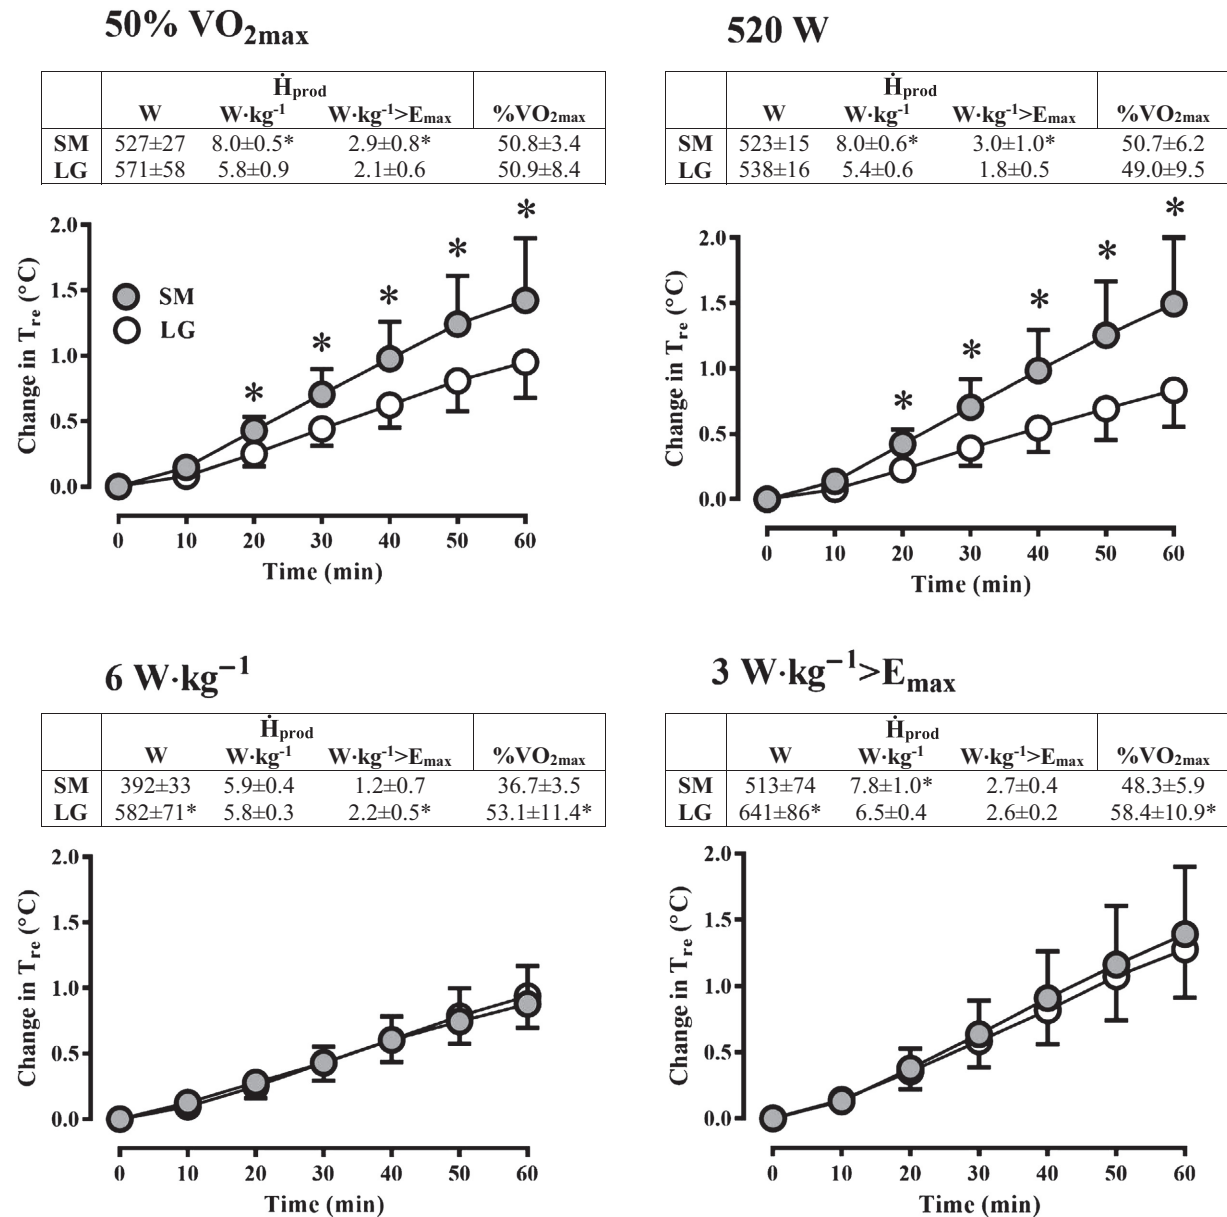 50% VO2max
Ḣprod
W W·kg-1 W·kg-1>Emax %VO2max
SM 527±27 8.0±0.5* 2.9±0.8* 50.8±3.4
LG 571±58 5.8±0.9 2.1±0.6 50.9±8.4
2.0
1.5
1.0
0.5
0.0
Change in Tre (°C)
SM
LG
* * * * *
0 10 20 30 40 50 60
Time (min)
520 W
Ḣprod
W W·kg-1 W·kg-1>Emax %VO2max
SM 523±15 8.0±0.6* 3.0±1.0* 50.7±6.2
LG 538±16 5.4±0.6 1.8±0.5 49.0±9.5
2.0
1.5
1.0
0.5
0.0
Change in Tre (°C)
* * * * *
0 10 20 30 40 50 60
Time (min)
6 W·kg−1
Ḣprod
W W·kg-1 W·kg-1>Emax %VO2max
SM 392±33 5.9±0.4 1.2±0.7 36.7±3.5
LG 582±71* 5.8±0.3 2.2±0.5* 53.1±11.4*
2.0
1.5
1.0
0.5
0.0
Change in Tre (°C)
0 10 20 30 40 50 60
Time (min)
3 W·kg−1>Emax
Ḣprod
W W·kg-1 W·kg-1>Emax %VO2max
SM 513±74 7.8±1.0* 2.7±0.4 48.3±5.9
LG 641±86* 6.5±0.4 2.6±0.2 58.4±10.9*
2.0
1.5
1.0
0.5
0.0
Change in Tre (°C)
0 10 20 30 40 50 60
Time (min)